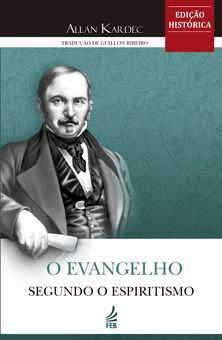 ALLAN KARDEC
TRADUÇÃO DE GUILLON RIBEIRO
EDIÇÃO
HISTÓRICA
O EVANGELHO
SEGUNDO O ESPIRITISMO
FEB